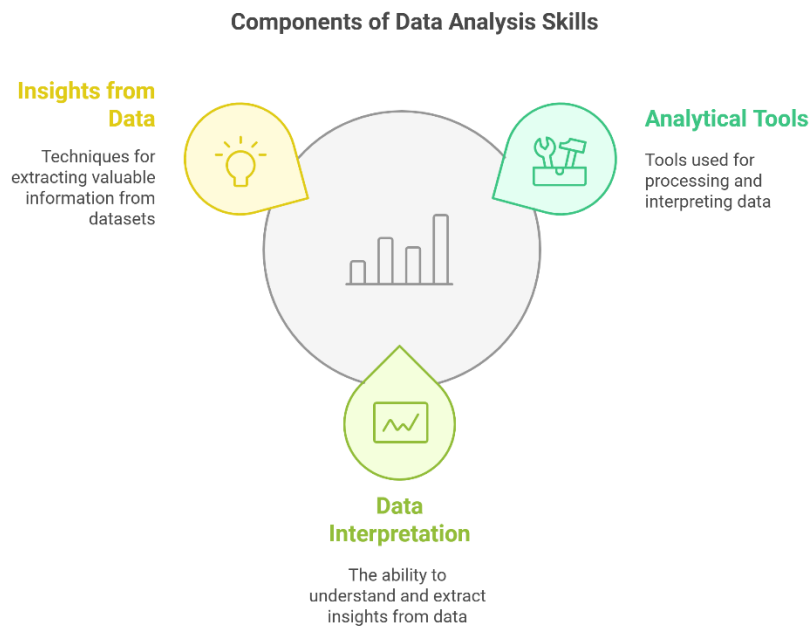 Components of Data Analysis Skills
Insights from
Data
Techniques for
extracting valuable
information from
datasets
Analytical Tools
Tools used for
processing and
interpreting data
Data
Interpretation
The ability to
understand and extract
insights from data